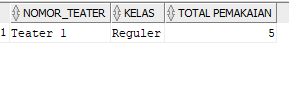 NOMOR_TEATER KELAS TOTAL PEMAKAIAN
1 Teater 1 Reguler 5